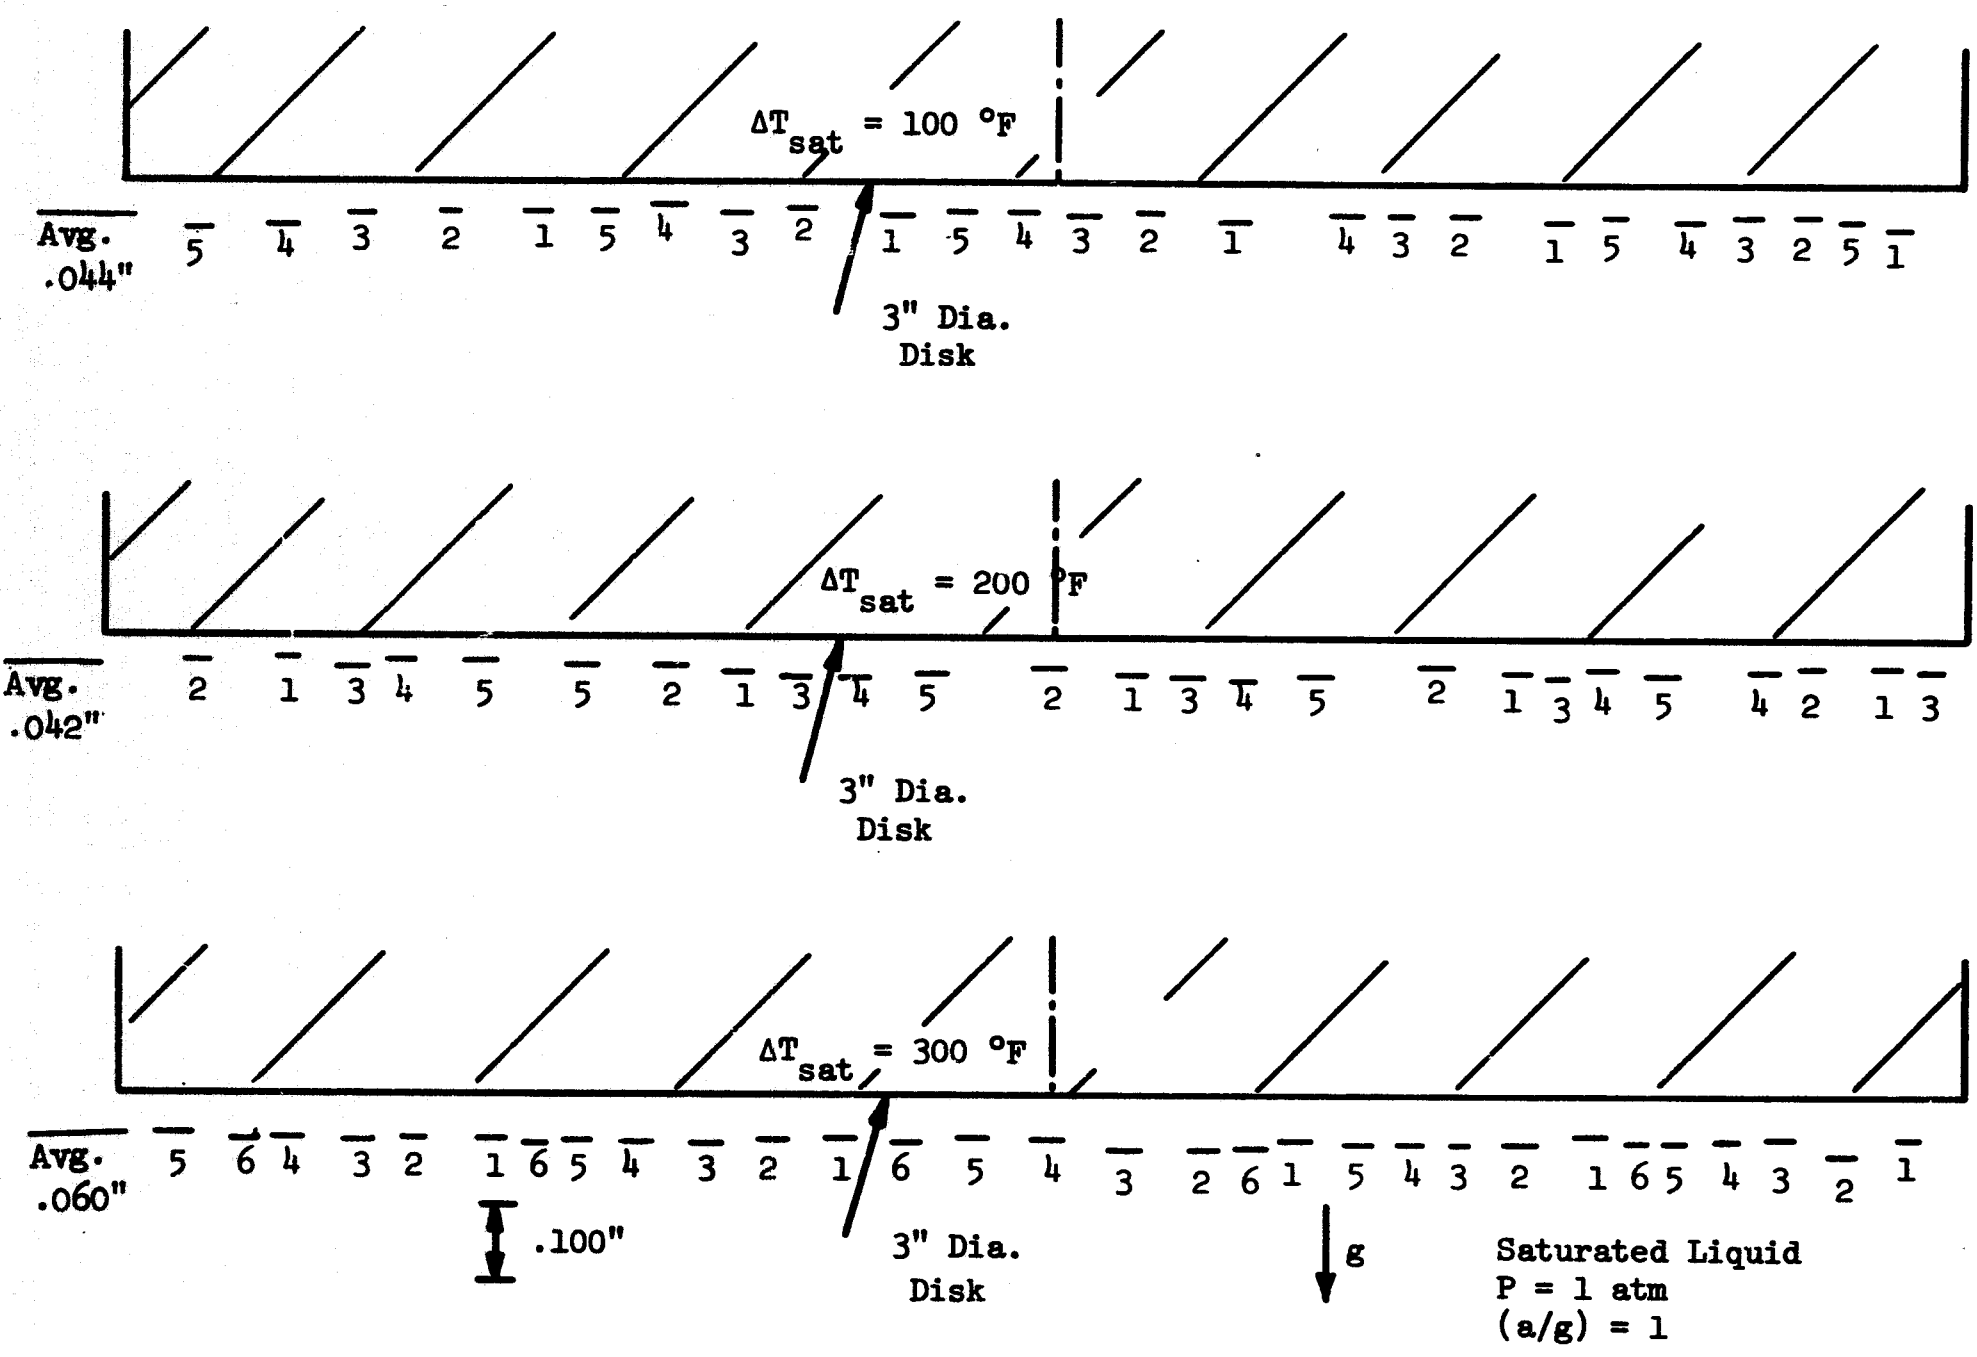 ΔTsat = 100 °F
Avg. 5 4 3 2 1 5 4 3 2 1 5 4 3 2 1 4 3 2 1 5 4 3 2 5 1
.044"
3" Dia.
Disk
ΔTsat = 200 °F
Avg. 2 1 3 4 5 5 2 1 3 4 5 2 1 3 4 5 2 1 3 4 5 4 2 1 3
.042"
3" Dia.
Disk
ΔTsat = 300 °F
Avg. 5 6 4 3 2 1 6 5 4 3 2 1 6 5 4 3 2 6 1 5 4 3 2 1 6 5 4 3 2 1
.060"
.100"
3" Dia.
Disk
g
Saturated Liquid
P = 1 atm
(a/g) = 1